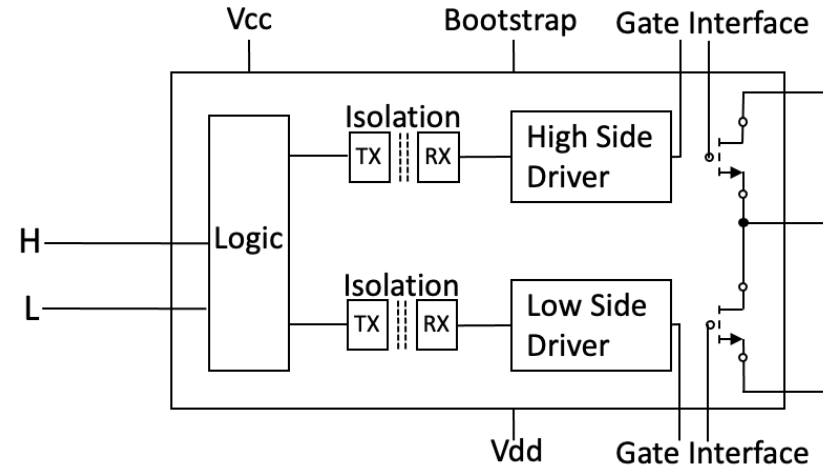 Vcc
Bootstrap
Gate Interface
Isolation
TX
RX
High Side
Driver
H
Logic
L
Isolation
TX
RX
Low Side
Driver
Vdd
Gate Interface